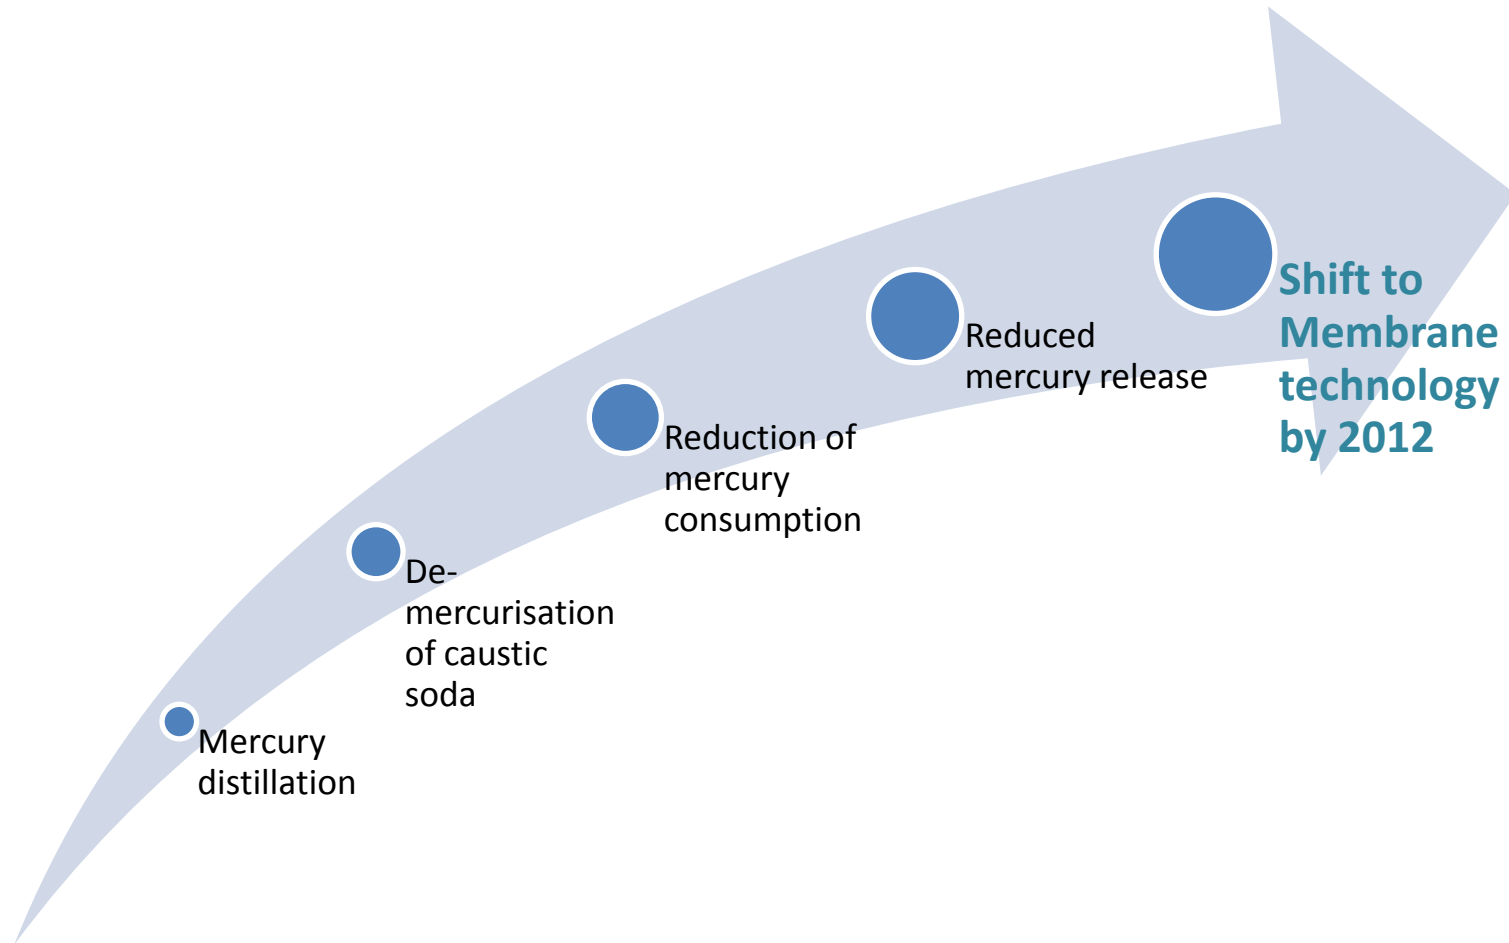 Mercury
distillation
De-
mercurisation
of caustic
soda
Reduction of
mercury
consumption
Reduced
mercury release
Shift to
Membrane
technology
by 2012